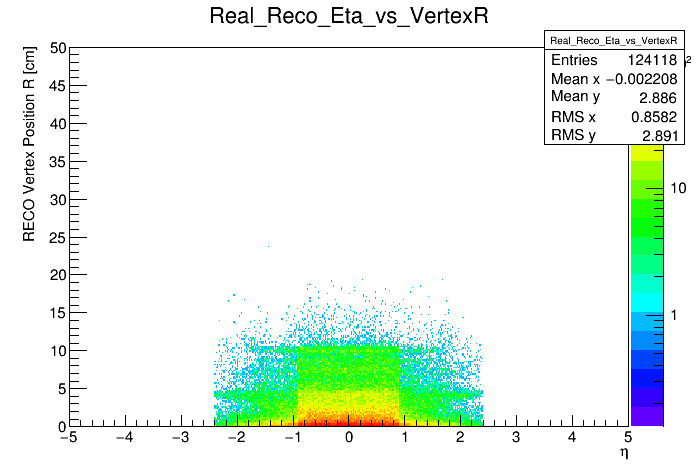 Real_Reco_Eta_vs_VertexR
Real_Reco_Eta_vs_VertexR
Entries 124118
Mean x −0.002208
Mean y 2.886
RMS x 0.8582
RMS y 2.891
2
RECO Vertex Position R [cm]
50
45
40
35
30
25
20
15
10
5
0
−5 −4 −3 −2 −1 0 1 2 3 4 5
η
10
1